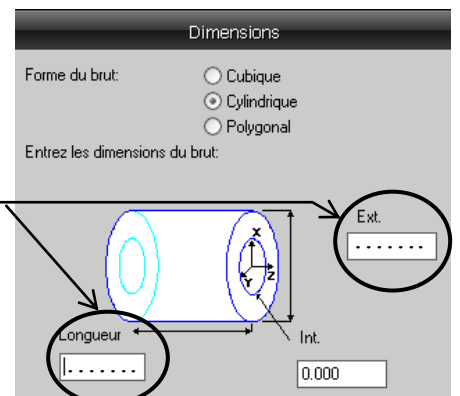 Dimensions
Forme du brut:
Cubique
Cylindrique
Polygonal
Entrez les dimensions du brut:
Ext.
.......
X
Y
Z
Longueur
.......
Int.
0.000